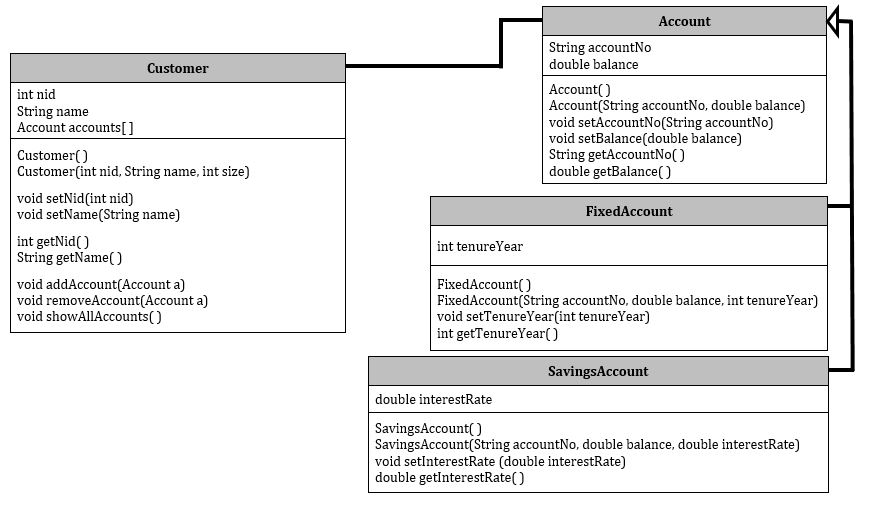 Customer
int nid
String name
Account accounts[ ]
Customer( )
Customer(int nid, String name, int size)
void setNid(int nid)
void setName(String name)
int getNid( )
String getName( )
void addAccount(Account a)
void removeAccount(Account a)
void showAllAccounts( )
Account
String accountNo
double balance
Account( )
Account(String accountNo, double balance)
void setAccountNo(String accountNo)
void setBalance(double balance)
String getAccountNo( )
double getBalance( )
FixedAccount
int tenureYear
FixedAccount( )
FixedAccount(String accountNo, double balance, int tenureYear)
void setTenureYear(int tenureYear)
int getTenureYear( )
SavingsAccount
double interestRate
SavingsAccount( )
SavingsAccount(String accountNo, double balance, double interestRate)
void setInterestRate (double interestRate)
double getInterestRate( )